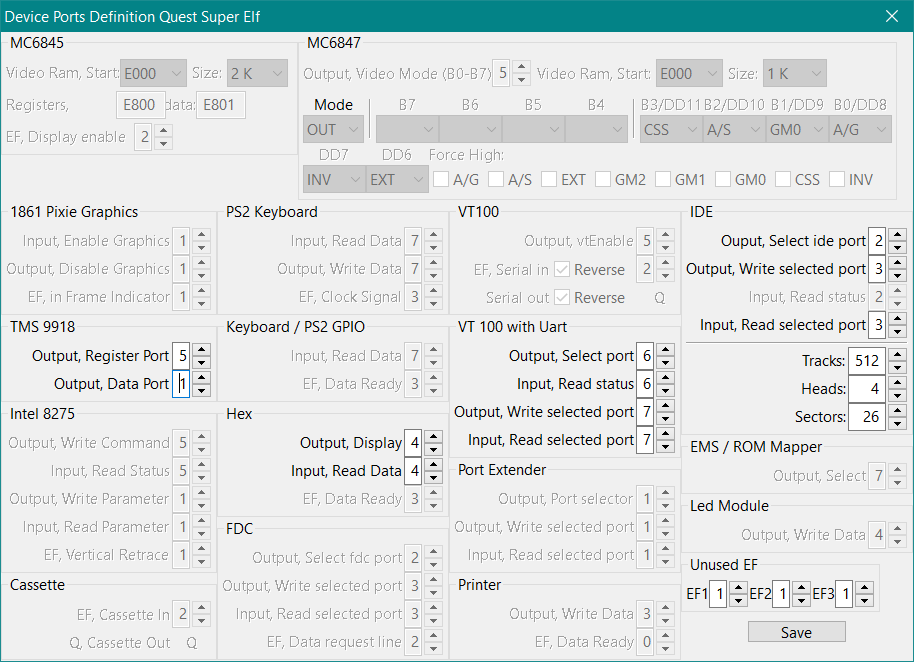 Device Ports Definition Quest Super Elf
MC6845
Video Ram, Start: E000 Size: 2 K
Registers, E800 data: E801
EF, Display enable 2
MC6847
Output, Video Mode (B0-B7) 5 Video Ram, Start: E000 Size: 1 K
Mode B7 B6 B5 B4 B3/DD11 B2/DD10 B1/DD9 B0/DD8
OUT CSS A/S GM0 A/G
DD7 DD6 Force High:
INV EXT A/G A/S EXT GM2 GM1 GM0 CSS INV
1861 Pixie Graphics
Input, Enable Graphics 1
Output, Disable Graphics 1
EF, in Frame Indicator 1
TMS 9918
Output, Register Port 5
Output, Data Port 1
Intel 8275
Output, Write Command 5
Input, Read Status 5
Output, Write Parameter 1
Input, Read Parameter 1
EF, Vertical Retrace 1
Cassette
EF, Cassette In 2
Q, Cassette Out Q
PS2 Keyboard
Input, Read Data 7
Output, Write Data 7
EF, Clock Signal 3
Keyboard / PS2 GPIO
Input, Read Data 7
EF, Data Ready 3
Hex
Output, Display 4
Input, Read Data 4
EF, Data Ready 3
FDC
Output, Select fdc port 2
Output, Write selected port 3
Input, Read selected port 3
EF, Data request line 2
VT100
Output, vtEnable 5
EF, Serial in Reverse 2
Serial out Reverse Q
VT 100 with Uart
Output, Select port 6
Input, Read status 6
Output, Write selected port 7
Input, Read selected port 7
Port Extender
Output, Port selector 1
Output, Write selected port 1
Input, Read selected port 1
Printer
Output, Write Data 3
EF, Data Ready 0
IDE
Ouput, Select ide port 2
Output, Write selected port 3
Input, Read status 2
Input, Read selected port 3
Tracks: 512
Heads: 4
Sectors: 26
EMS / ROM Mapper
Output, Select 7
Led Module
Output, Write Data 4
Unused EF
EF1 1 EF2 1 EF3 1
Save